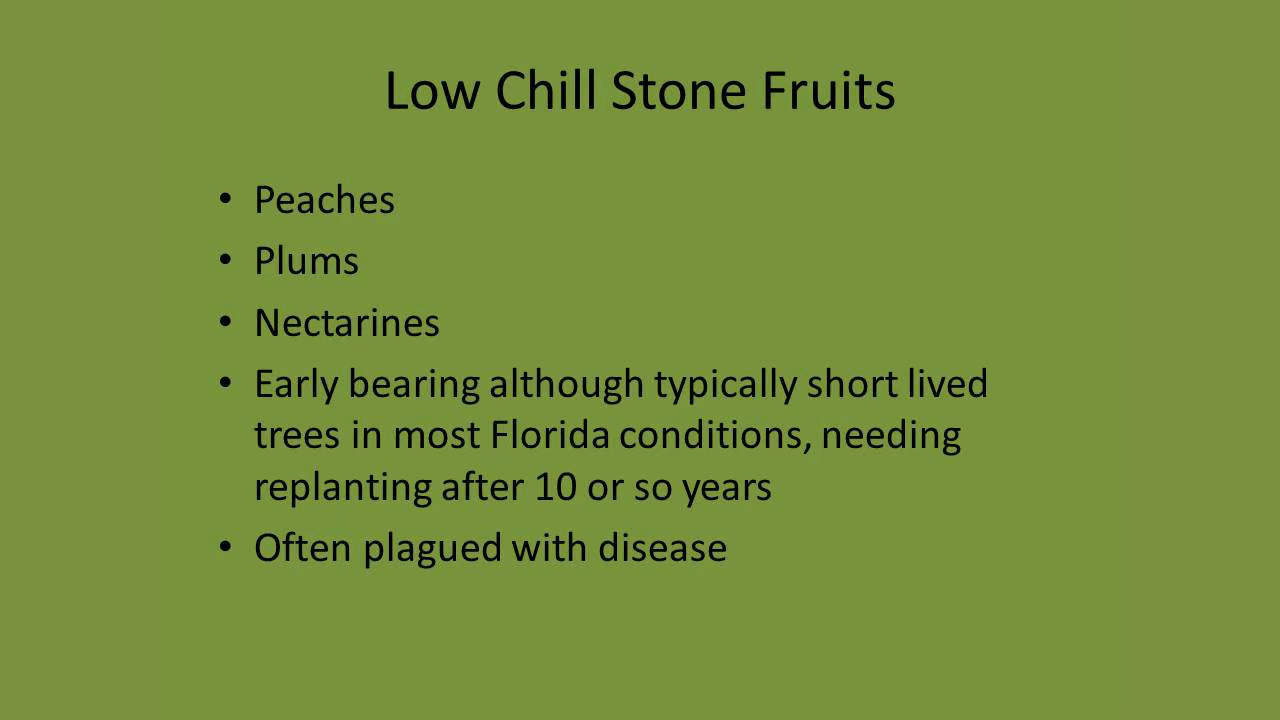 Low Chill Stone Fruits
• Peaches
• Plums
• Nectarines
• Early bearing although typically short lived
trees in most Florida conditions, needing
replanting after 10 or so years
• Often plagued with disease